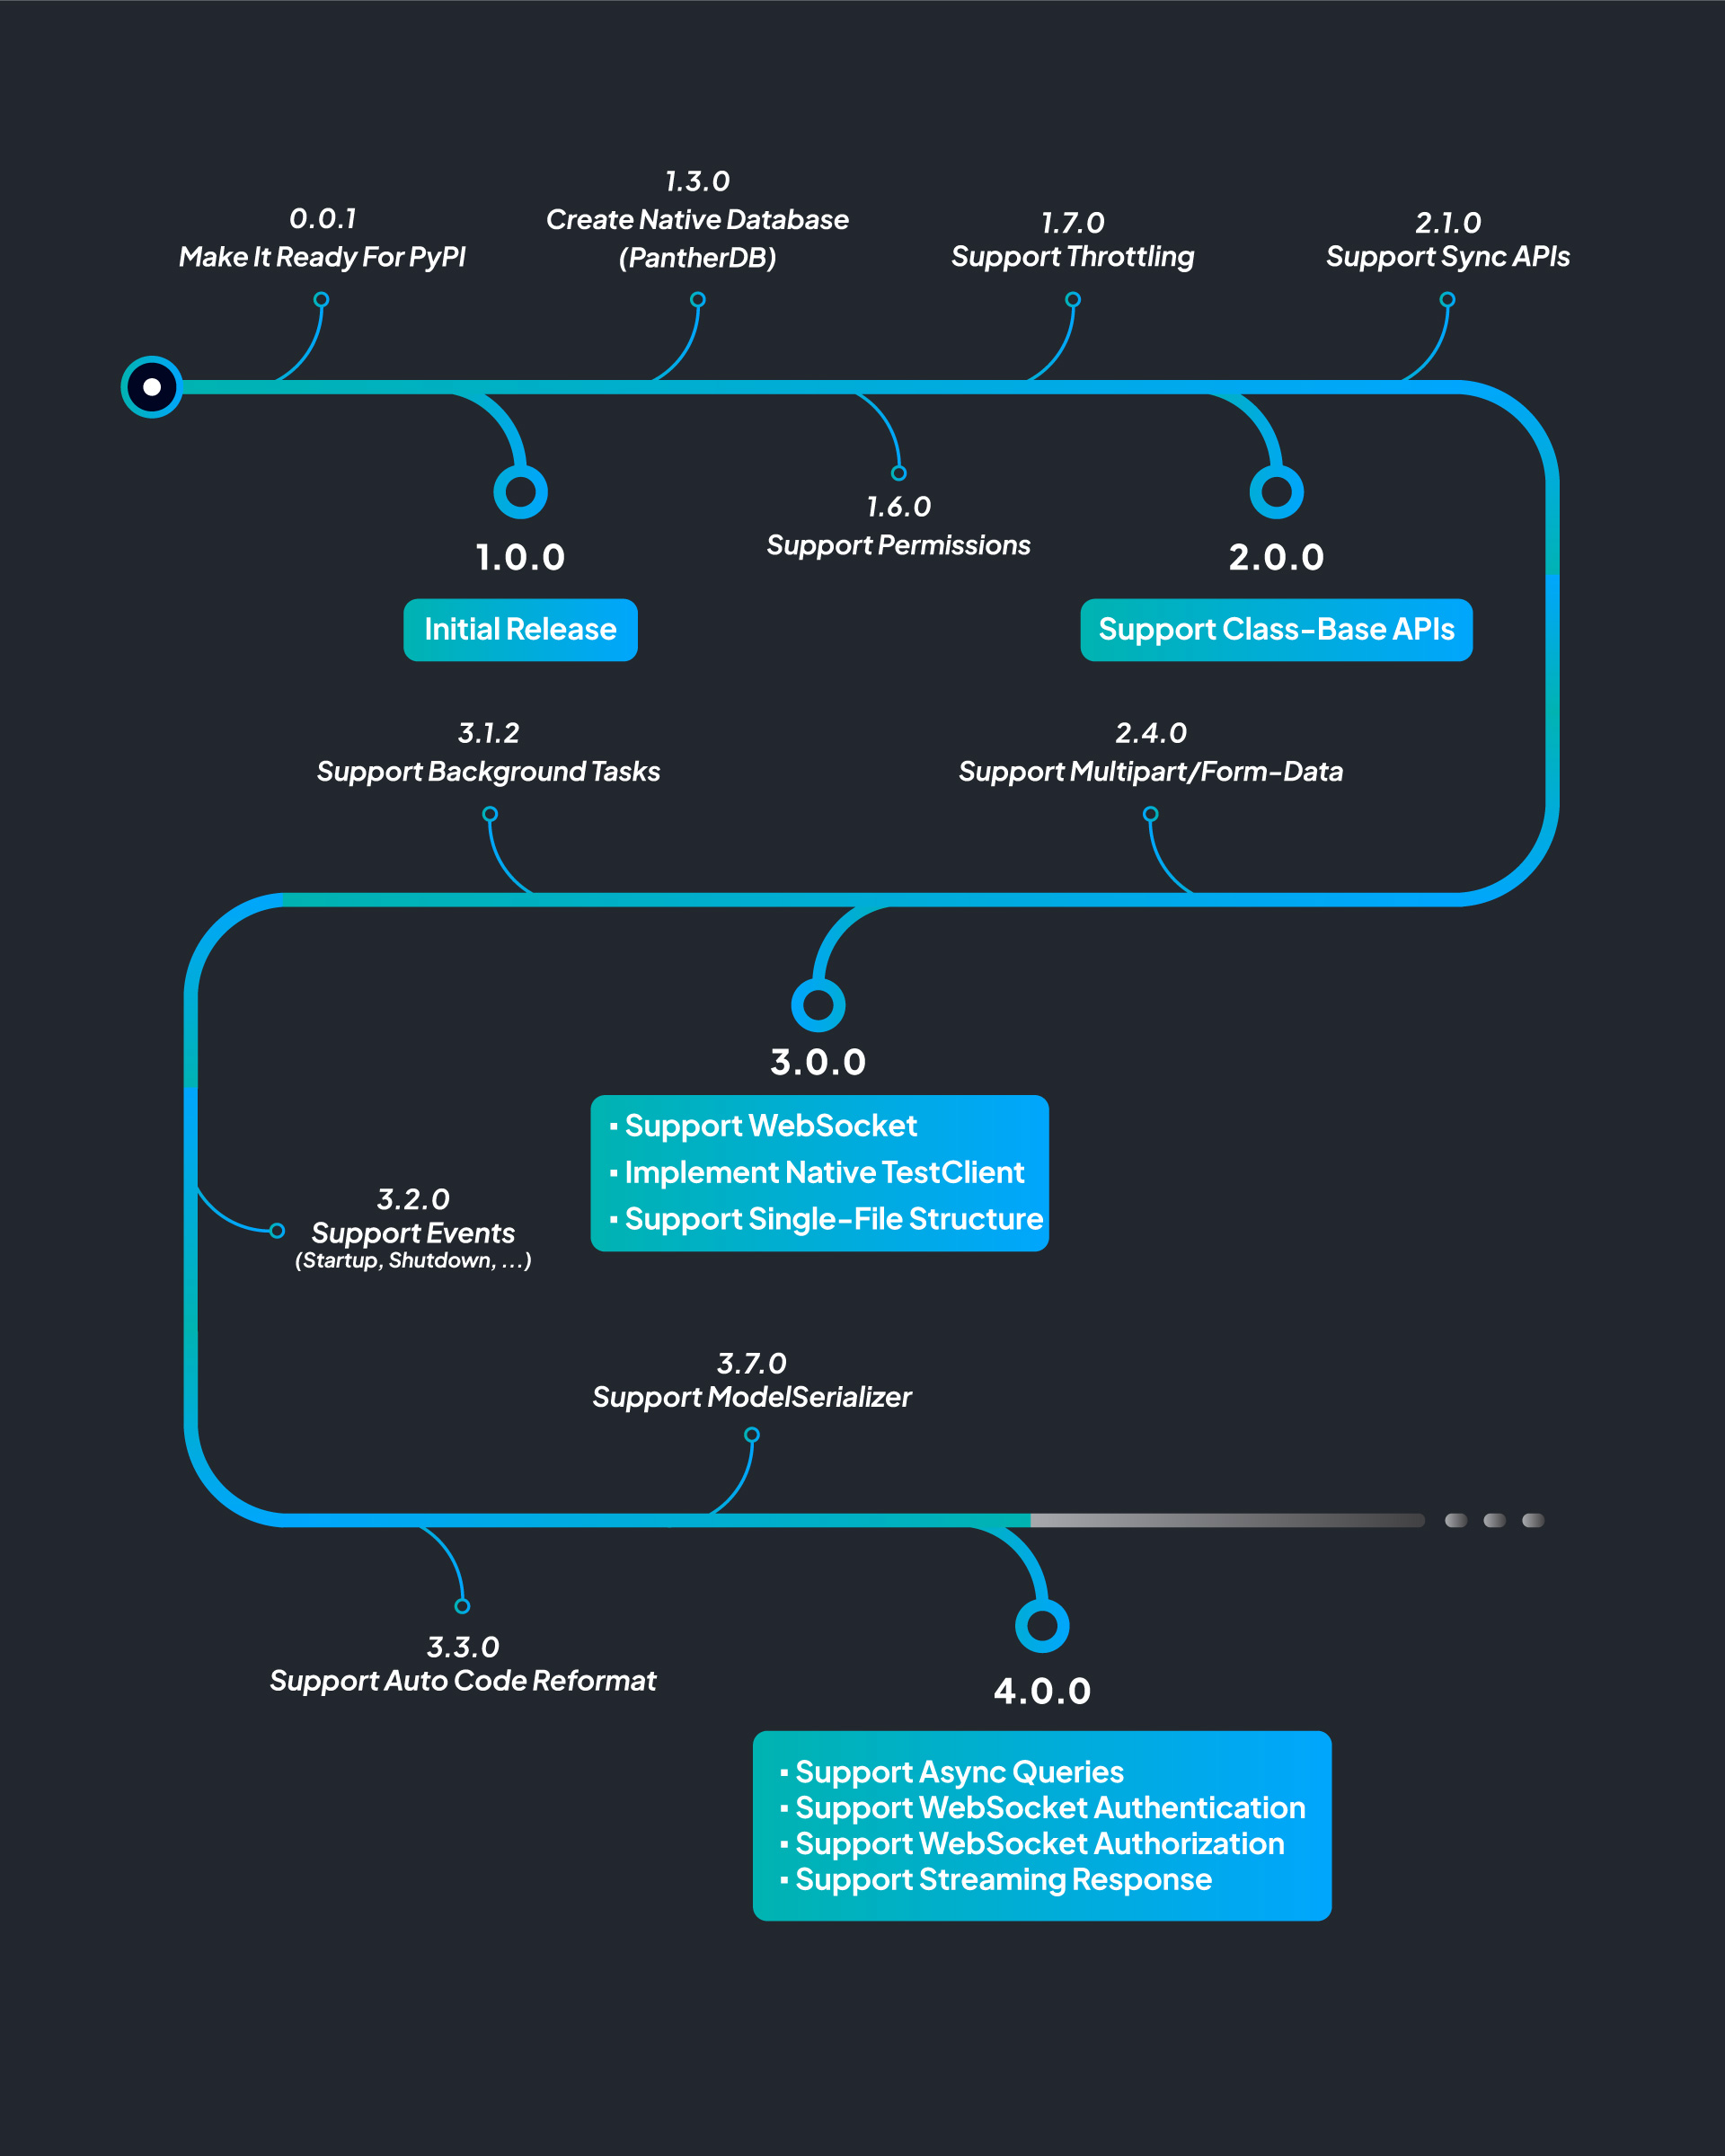 0.0.1
Make It Ready For PyPI
1.3.0
Create Native Database
(PantherDB)
1.7.0
Support Throttling
2.1.0
Support Sync APIs
1.0.0
Initial Release
1.6.0
Support Permissions
2.0.0
Support Class-Base APIs
3.1.2
Support Background Tasks
2.4.0
Support Multipart/Form-Data
3.0.0
▪ Support WebSocket
▪ Implement Native TestClient
▪ Support Single-File Structure
3.2.0
Support Events
(Startup, Shutdown, ...)
3.7.0
Support ModelSerializer
3.3.0
Support Auto Code Reformat
4.0.0
▪ Support Async Queries
▪ Support WebSocket Authentication
▪ Support WebSocket Authorization
▪ Support Streaming Response